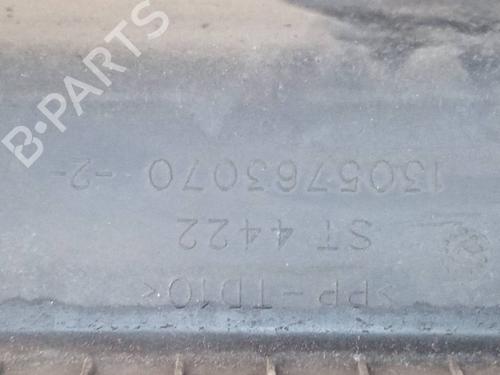 B-PARTS
1305763070 -2-
ST 4422
>PP-TD10<